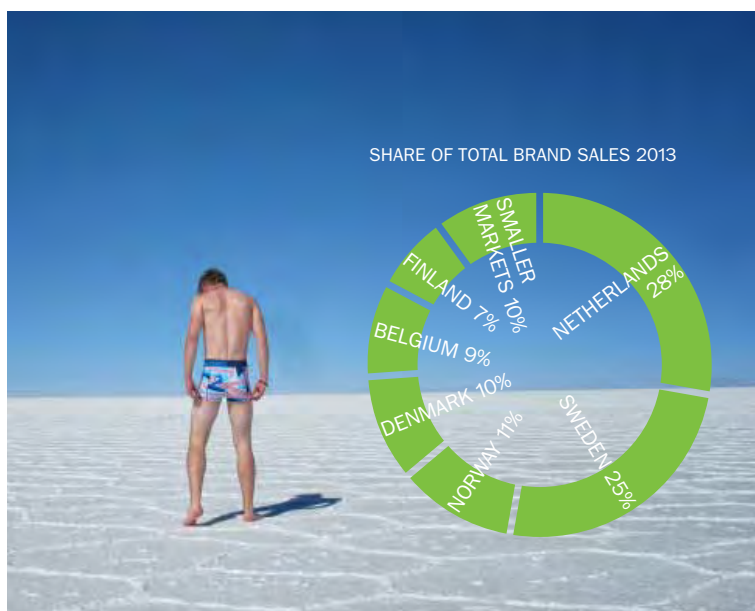 SHARE OF TOTAL BRAND SALES 2013
NETHERLANDS
28%
SWEDEN 25%
NORWAY 11%
DENMARK 10%
BELGIUM 9%
FINLAND 7%
SMALLER
MARKETS 10%